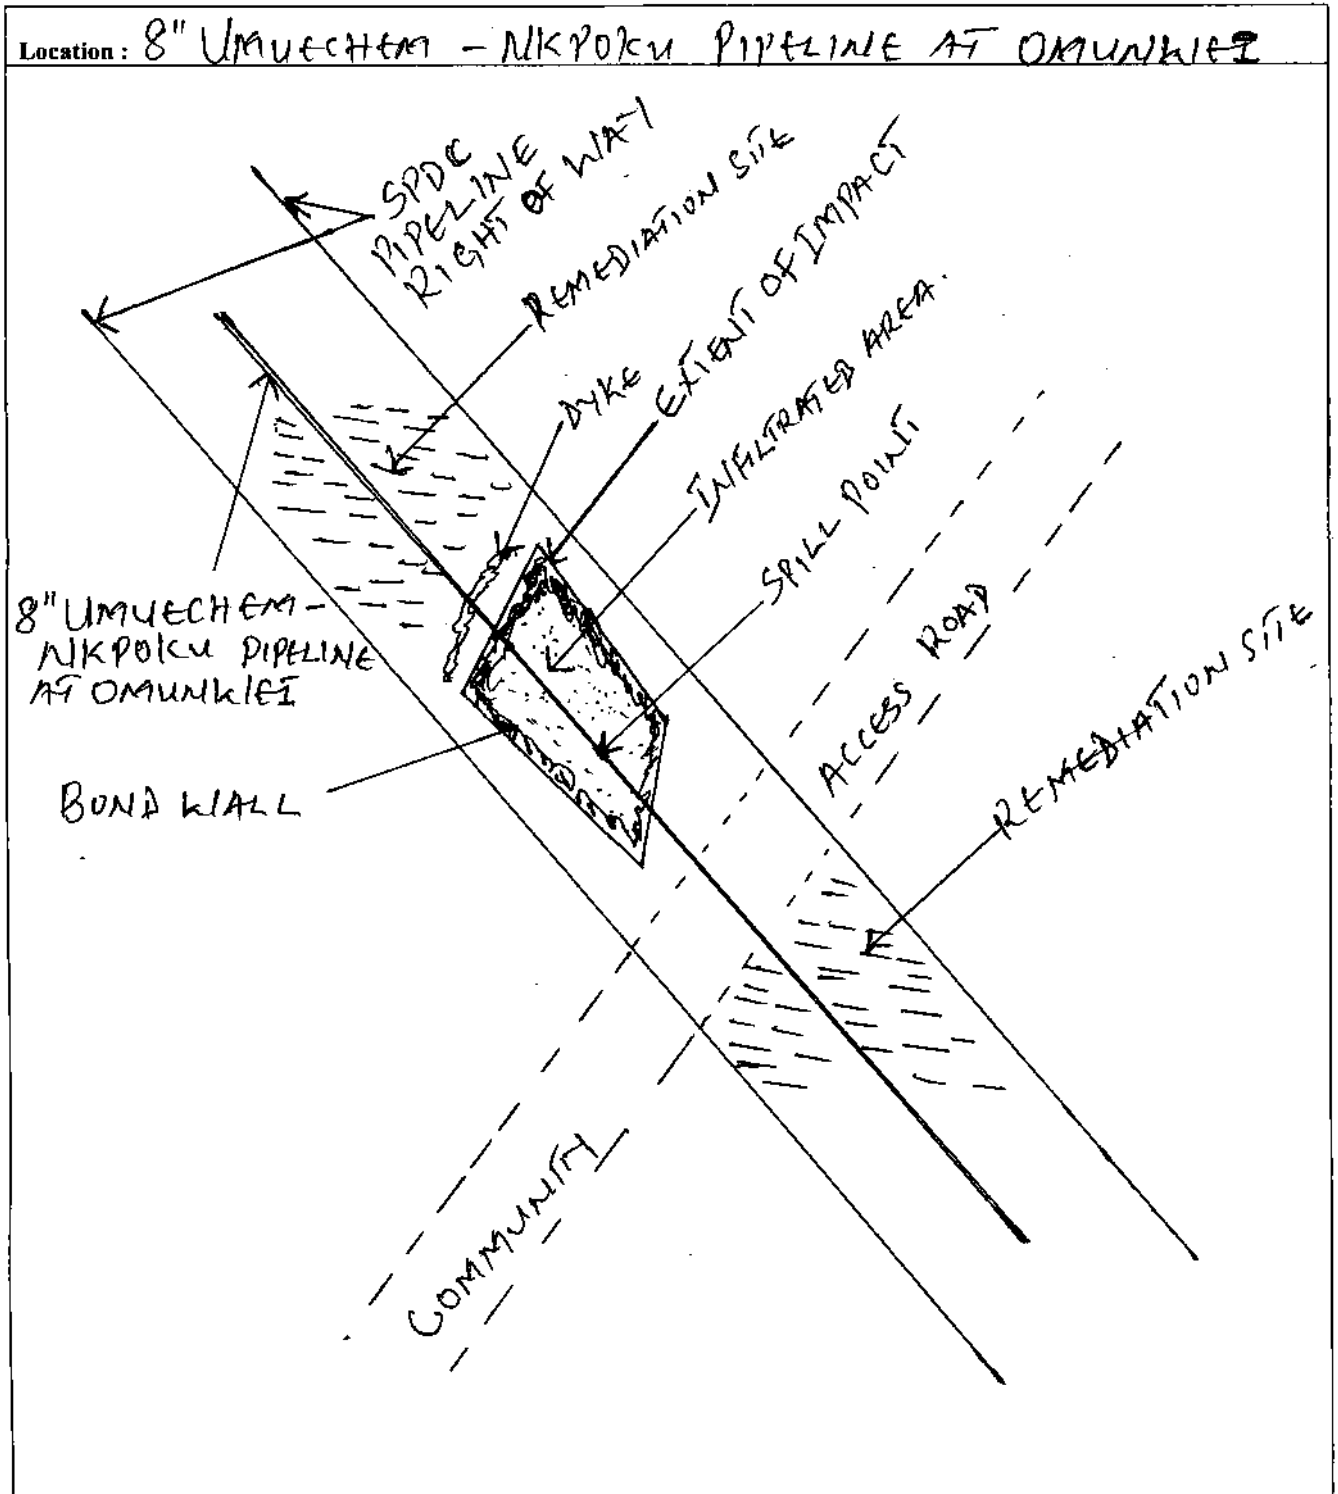 Location : 8" UMUECHEM - NKPOKU PIPELINE AT OMUNKIEI
SPDC
PIPELINE
RIGHT OF WAY
REMEDIATION SITE
DYKE
EXTENT OF IMPACT
INFILTRATED AREA.
SPILL POINT
8" UMUECHEM-
NKPOKU PIPELINE
AT OMUNKIEI
BUND WALL
ACCESS ROAD
REMEDIATION SITE
COMMUNITY